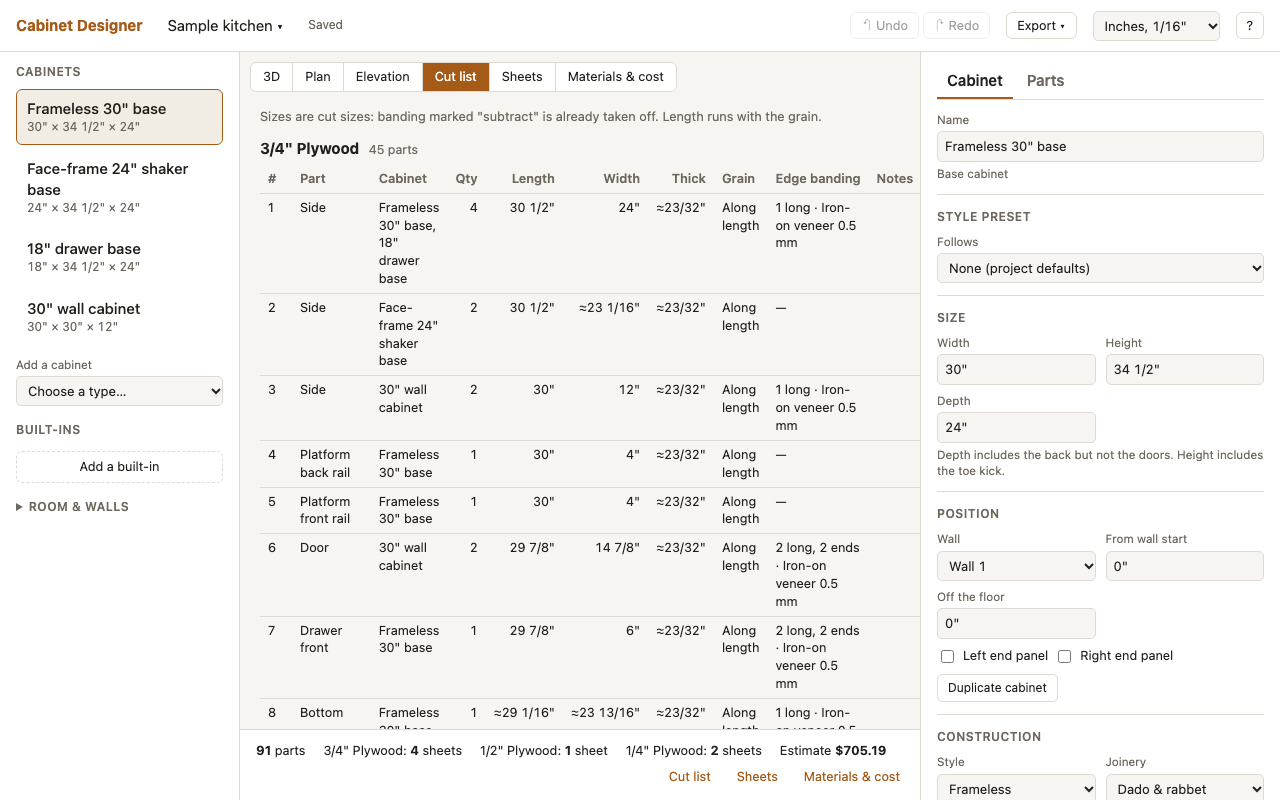 Cabinet Designer
Sample kitchen ▾
Saved
Undo
Redo
Export ▾
Inches, 1/16"
?
CABINETS
Frameless 30" base
30" × 34 1/2" × 24"
Face-frame 24" shaker
base
24" × 34 1/2" × 24"
18" drawer base
18" × 34 1/2" × 24"
30" wall cabinet
30" × 30" × 12"
Add a cabinet
Choose a type...
BUILT-INS
Add a built-in
▶ ROOM & WALLS
3D Plan Elevation Cut list Sheets Materials & cost
Sizes are cut sizes: banding marked "subtract" is already taken off. Length runs with the grain.
3/4" Plywood 45 parts
# Part Cabinet Qty Length Width Thick Grain Edge banding Notes
1 Side Frameless 4 30 1/2" 24" ≈23/32" Along 1 long · Iron-
30" base, length on veneer 0.5
18" mm
drawer
base
2 Side Face- 2 30 1/2" ≈23 1/16" ≈23/32" Along —
frame 24" length
shaker
base
3 Side 30" wall 2 30" 12" ≈23/32" Along 1 long · Iron-
cabinet length on veneer 0.5
mm
4 Platform Frameless 1 30" 4" ≈23/32" Along —
back rail 30" base length
5 Platform Frameless 1 30" 4" ≈23/32" Along —
front rail 30" base length
6 Door 30" wall 2 29 7/8" 14 7/8" ≈23/32" Along 2 long, 2 ends
cabinet length · Iron-on
veneer 0.5
mm
7 Drawer Frameless 1 29 7/8" 6" ≈23/32" Along 2 long, 2 ends
front 30" base length · Iron-on
veneer 0.5
mm
8 Bottom Frameless 1 ≈29 1/16" ≈23 13/16" ≈23/32" Along 1 long · Iron-
91 parts 3/4" Plywood: 4 sheets 1/2" Plywood: 1 sheet 1/4" Plywood: 2 sheets Estimate $705.19
Cut list Sheets Materials & cost
Cabinet Parts
Name
Frameless 30" base
Base cabinet
STYLE PRESET
Follows
None (project defaults)
SIZE
Width Height
30" 34 1/2"
Depth
24"
Depth includes the back but not the doors. Height includes
the toe kick.
POSITION
Wall From wall start
Wall 1 0"
Off the floor
0"
Left end panel Right end panel
Duplicate cabinet
CONSTRUCTION
Style Joinery
Frameless Dado & rabbet